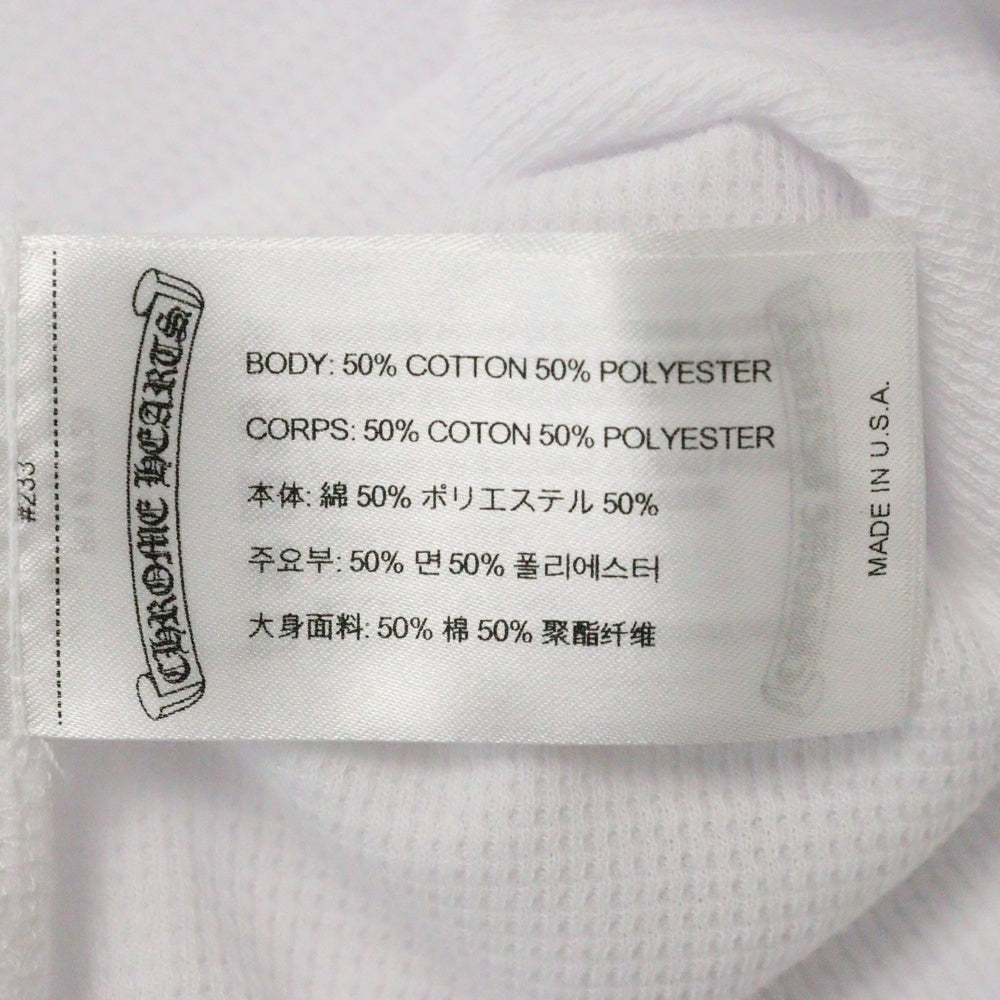 #233
CHROME HEARTS
BODY: 50% COTTON 50% POLYESTER
CORPS: 50% COTON 50% POLYESTER
本体: 綿 50% ポリエステル 50%
주요부: 50% 면 50% 폴리에스터
大身面料: 50% 棉 50% 聚酯纤维
MADE IN U.S.A.